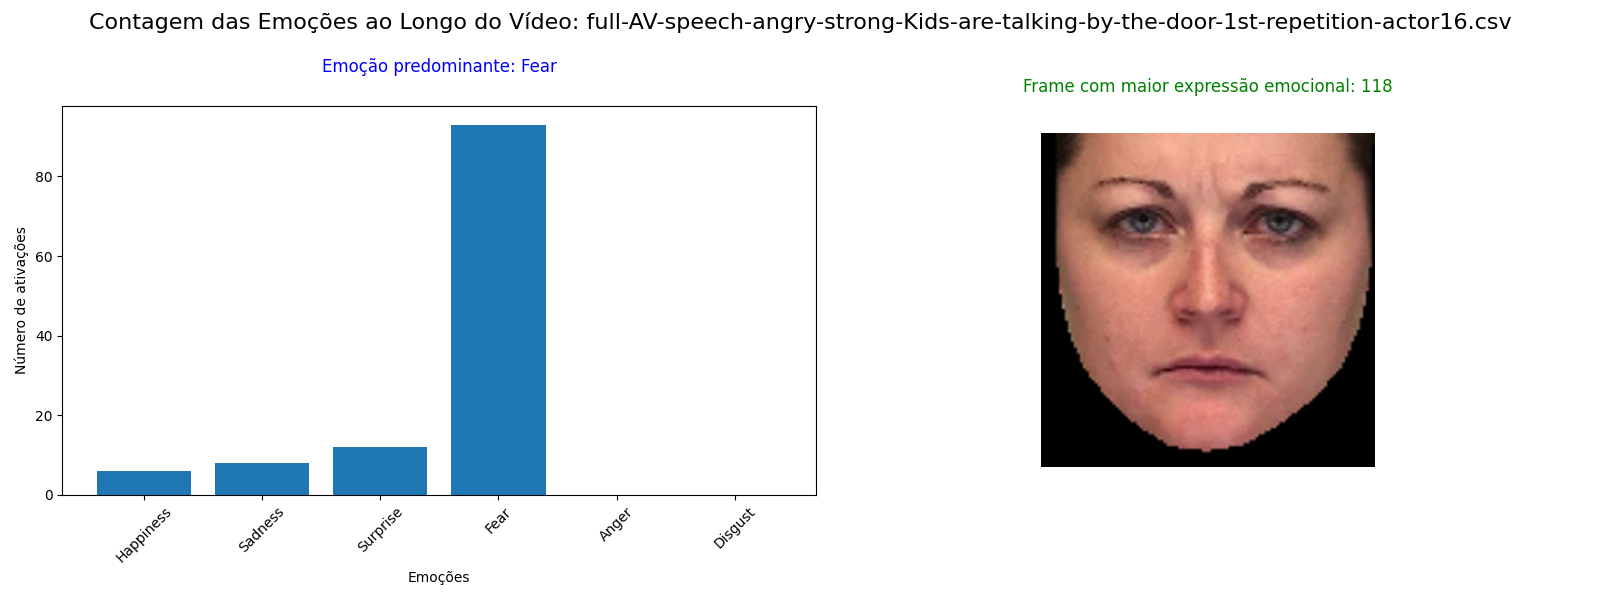 Contagem das Emoções ao Longo do Vídeo: full-AV-speech-angry-strong-Kids-are-talking-by-the-door-1st-repetition-actor16.csv
Emoção predominante: Fear
Frame com maior expressão emocional: 118
Número de ativações
80
60
40
20
0
Happiness
Sadness
Surprise
Fear
Anger
Disgust
Emoções